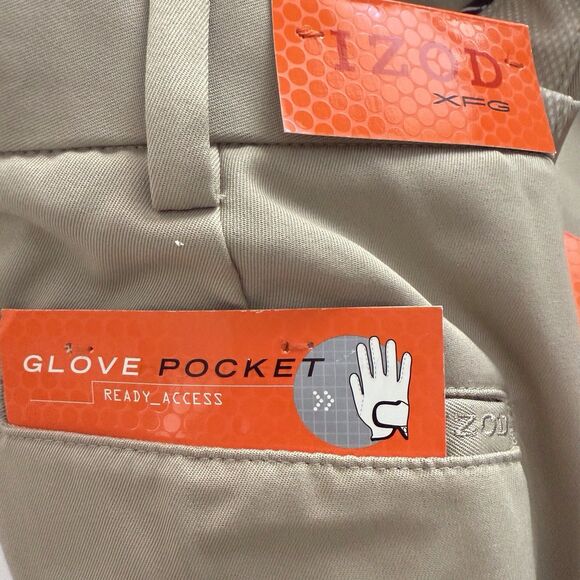 IZOD
XFG
GLOVE POCKET
READY_ACCESS
IZOD